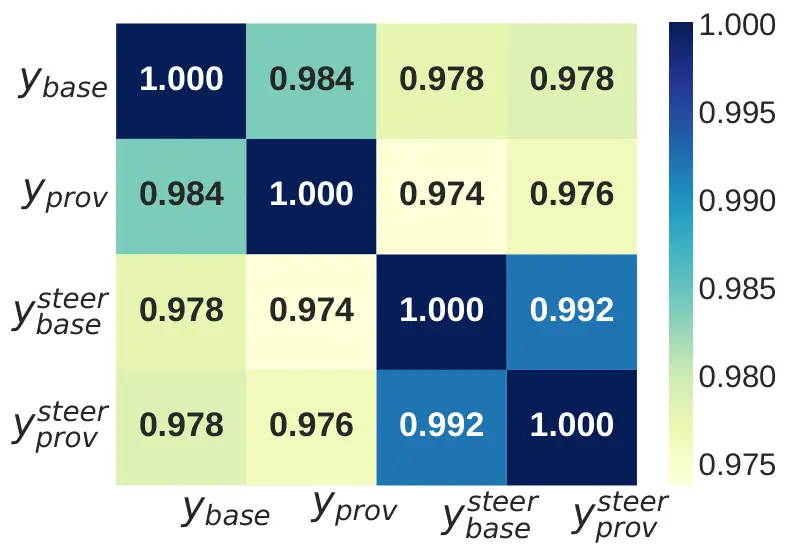 y_base 1.000 0.984 0.978 0.978
y_prov 0.984 1.000 0.974 0.976
y_base^steer 0.978 0.974 1.000 0.992
y_prov^steer 0.978 0.976 0.992 1.000
y_base y_prov y_base^steer y_prov^steer
1.000
0.995
0.990
0.985
0.980
0.975